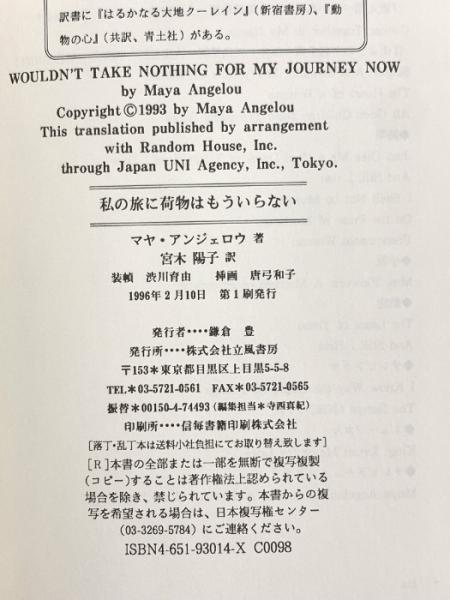 訳書に『はるかなる大地クーレイン』(新宿書房)、『動
物の心』(共訳、青土社)がある。
WOULDN'T TAKE NOTHING FOR MY JOURNEY NOW
by Maya Angelou
Copyright©1993 by Maya Angelou
This translation published by arrangement
with Random House, Inc.
through Japan UNI Agency, Inc., Tokyo.
私の旅に荷物はもういらない
マヤ・アンジェロウ 著
宮木 陽子 訳
装幀 渋川育由 挿画 唐弓和子
1996年2月10日 第1刷発行
発行者・・・・鎌倉 豊
発行所・・・・株式会社立風書房
〒153＊東京都目黒区上目黒5-5-8
TEL＊03-5721-0561 FAX＊03-5721-0565
振替＊00150-4-74493 (編集担当＊寺西真紀)
印刷所・・・・信毎書籍印刷株式会社
[落丁・乱丁本は送料小社負担にてお取り替え致します]
[R]本書の全部または一部を無断で複写複製
(コピー)することは著作権法上認められている
場合を除き、禁じられています。本書からの複
写を希望される場合は、日本複写権センター
(03-3269-5784)にご連絡ください。
ISBN4-651-93014-X C0098